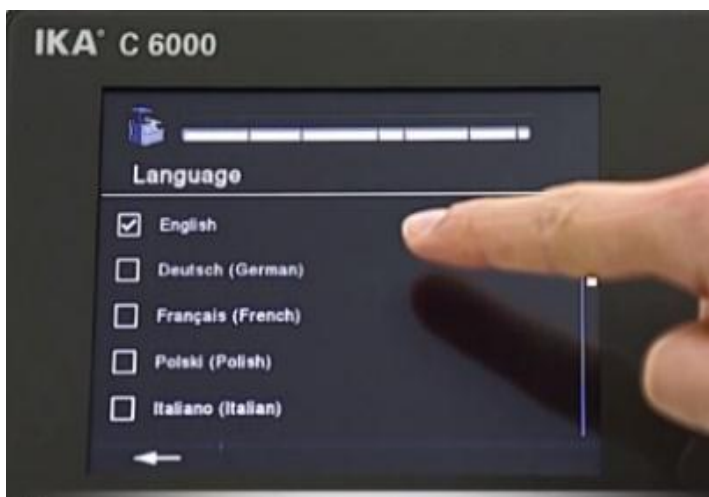 IKA® C 6000
Language
English
Deutsch (German)
Français (French)
Polski (Polish)
Italiano (Italian)